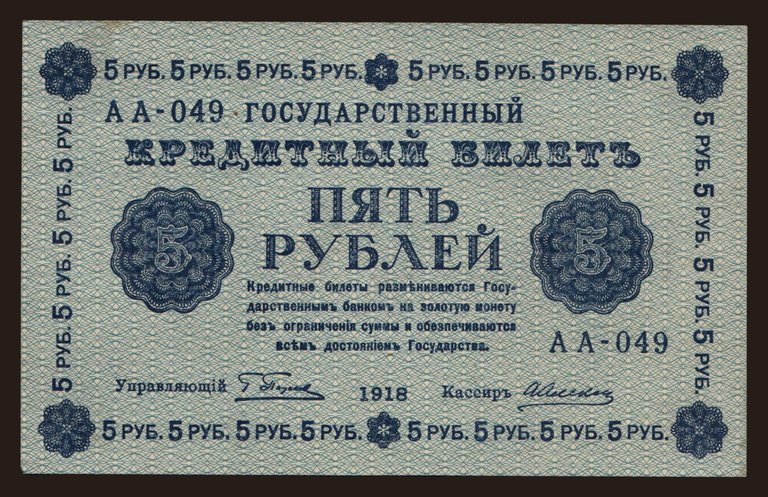 5 РУБ. 5 РУБ. 5 РУБ. 5 РУБ. 5 РУБ. 5 РУБ. 5 РУБ. 5 РУБ.
АА-049 ГОСУДАРСТВЕННЫЙ
КРЕДИТНЫЙ БИЛЕТЪ
ПЯТЬ
РУБЛЕЙ
5
5
Кредитные билеты размѣниваются Госу-
дарственнымъ банкомъ на золотую монету
безъ ограниченія суммы и обезпечиваются
всѣмъ достояніемъ Государства.
АА-049
Управляющій
1918
Кассиръ
5 РУБ. 5 РУБ. 5 РУБ. 5 РУБ. 5 РУБ. 5 РУБ. 5 РУБ. 5 РУБ.
5 РУБ. 5 РУБ. 5 РУБ. 5 РУБ.
5 РУБ. 5 РУБ. 5 РУБ. 5 РУБ.